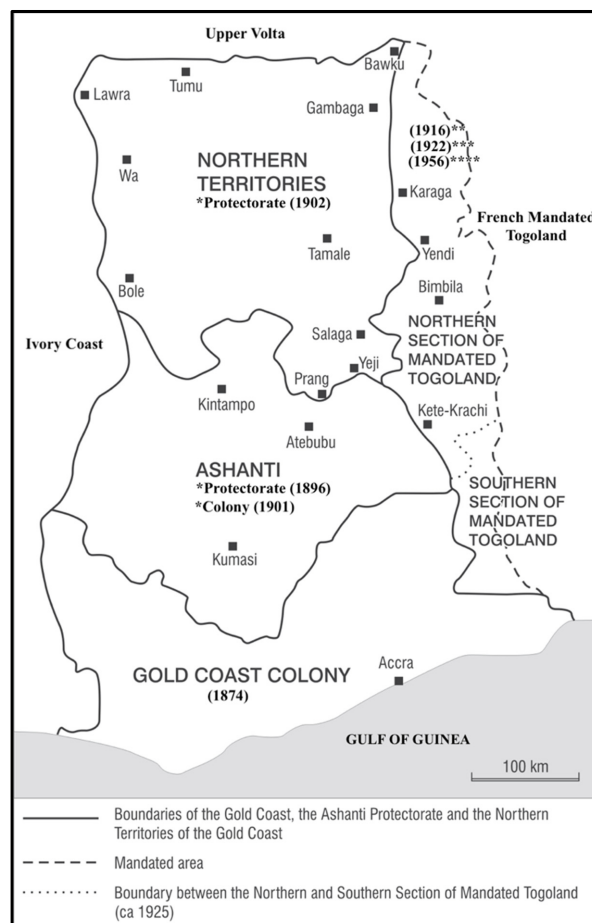 Upper Volta
Bawku
Tumu
Lawra
Gambaga
(1916)**
(1922)***
(1956)****
NORTHERN
TERRITORIES
*Protectorate (1902)
Wa
Karaga
French Mandated
Togoland
Tamale
Yendi
Bole
Bimbila
Ivory Coast
Salaga
NORTHERN
SECTION OF
MANDATED
TOGOLAND
Yeji
Prang
Kintampo
Kete-Krachi
Atebubu
ASHANTI
*Protectorate (1896)
*Colony (1901)
SOUTHERN
SECTION OF
MANDATED
TOGOLAND
Kumasi
GOLD COAST COLONY
(1874)
Accra
GULF OF GUINEA
100 km
Boundaries of the Gold Coast, the Ashanti Protectorate and the Northern
Territories of the Gold Coast
Mandated area
Boundary between the Northern and Southern Section of Mandated Togoland
(ca 1925)